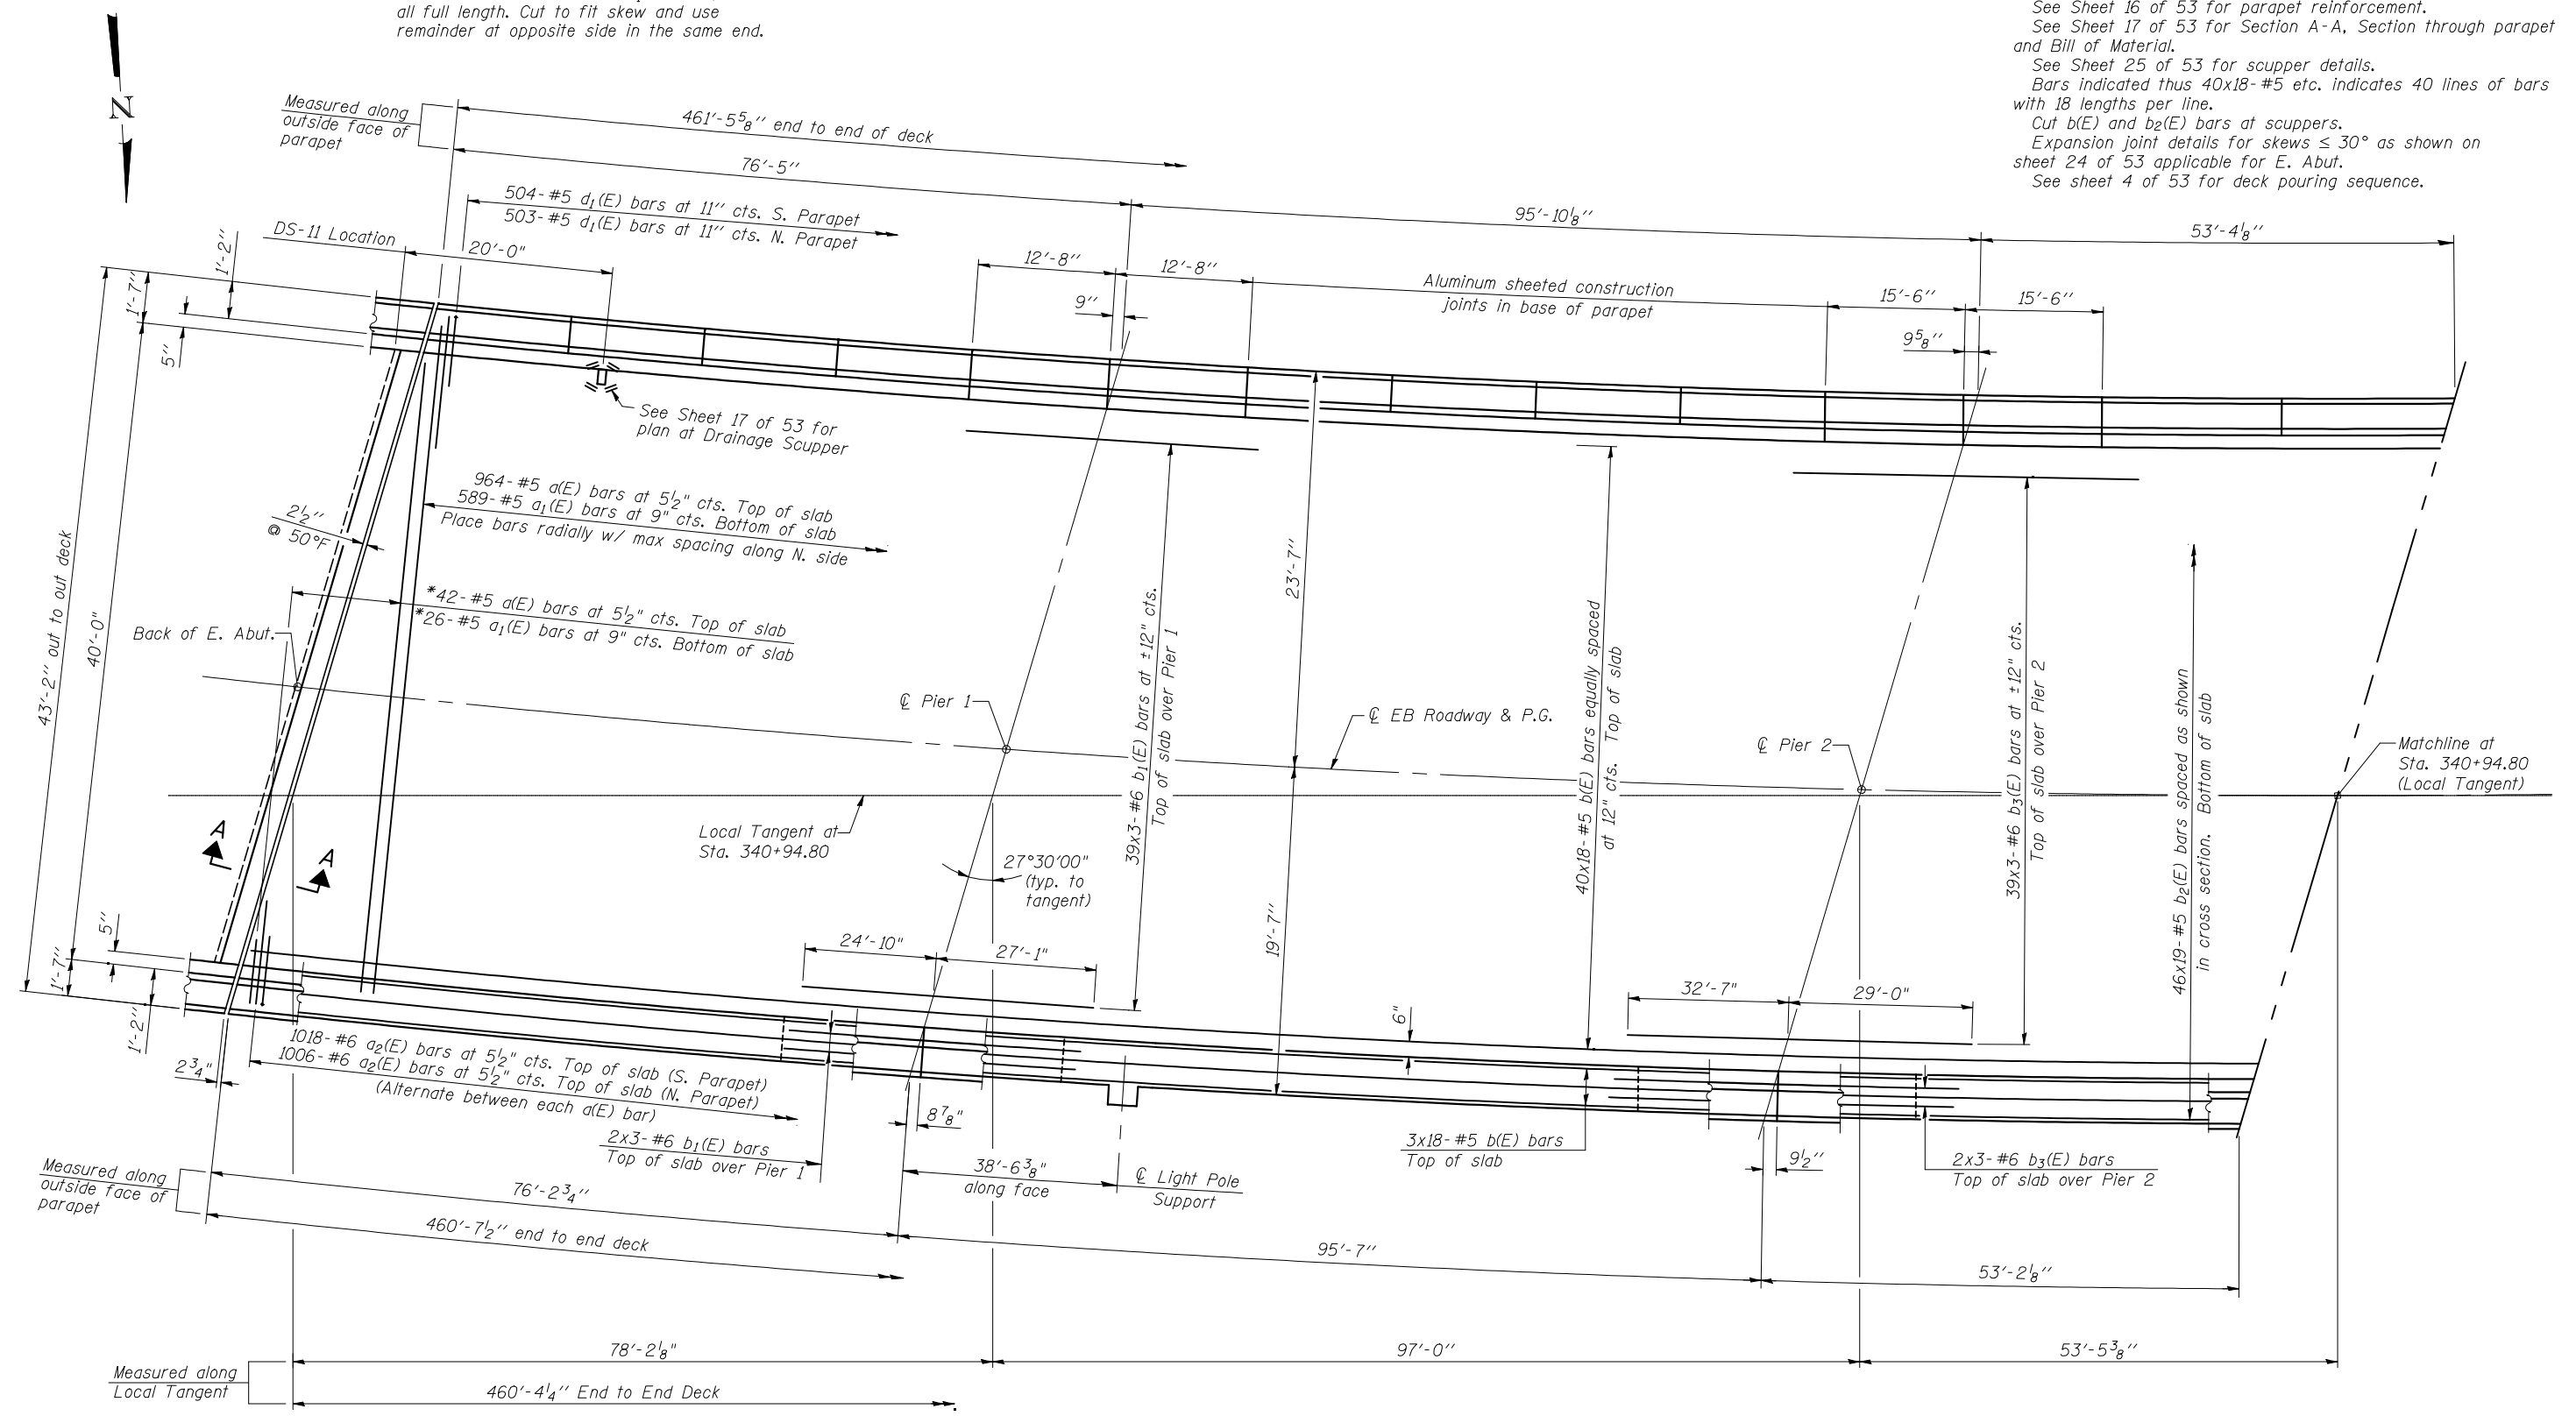 all full length. Cut to fit skew and use
remainder at opposite side in the same end.
See Sheet 16 of 53 for parapet reinforcement.
See Sheet 17 of 53 for Section A-A, Section through parapet
and Bill of Material.
See Sheet 25 of 53 for scupper details.
Bars indicated thus 40x18-#5 etc. indicates 40 lines of bars
with 18 lengths per line.
Cut b(E) and b2(E) bars at scuppers.
Expansion joint details for skews ≤ 30° as shown on
sheet 24 of 53 applicable for E. Abut.
See sheet 4 of 53 for deck pouring sequence.
N
Measured along
outside face of
parapet
461'-5 5/8" end to end of deck
76'-5"
95'-10 1/8"
53'-4 1/8"
504-#5 d1(E) bars at 11" cts. S. Parapet
503-#5 d1(E) bars at 11" cts. N. Parapet
DS-11 Location
20'-0"
1'-2"
1'-7"
5"
12'-8"
12'-8"
9"
Aluminum sheeted construction
joints in base of parapet
15'-6"
15'-6"
9 5/8"
See Sheet 17 of 53 for
plan at Drainage Scupper
964-#5 a(E) bars at 5 1/2" cts. Top of slab
589-#5 a1(E) bars at 9" cts. Bottom of slab
Place bars radially w/ max spacing along N. side
2 1/2"
@ 50°F
*42-#5 a(E) bars at 5 1/2" cts. Top of slab
*26-#5 a1(E) bars at 9" cts. Bottom of slab
43'-2" out to out deck
40'-0"
Back of E. Abut.
℄ Pier 1
℄ EB Roadway & P.G.
℄ Pier 2
23'-7"
19'-7"
39x3-#6 b1(E) bars at ±12" cts.
Top of slab over Pier 1
40x18-#5 b(E) bars equally spaced
at 12" cts. Top of slab
39x3-#6 b3(E) bars at ±12" cts.
Top of slab over Pier 2
46x19-#5 b2(E) bars spaced as shown
in cross section. Bottom of slab
Matchline at
Sta. 340+94.80
(Local Tangent)
Local Tangent at
Sta. 340+94.80
A
A
27°30'00"
(typ. to
tangent)
24'-10"
27'-1"
32'-7"
29'-0"
6"
5"
1'-7"
1'-2"
2 3/4"
1018-#6 a2(E) bars at 5 1/2" cts. Top of slab (S. Parapet)
1006-#6 a2(E) bars at 5 1/2" cts. Top of slab (N. Parapet)
(Alternate between each a(E) bar)
2x3-#6 b1(E) bars
Top of slab over Pier 1
8 7/8"
38'-6 3/8"
along face
℄ Light Pole
Support
3x18-#5 b(E) bars
Top of slab
9 1/2"
2x3-#6 b3(E) bars
Top of slab over Pier 2
Measured along
outside face of
parapet
76'-2 3/4"
460'-7 1/2" end to end deck
95'-7"
53'-2 1/8"
78'-2 1/8"
97'-0"
53'-5 3/8"
Measured along
Local Tangent
460'-4 1/4" End to End Deck